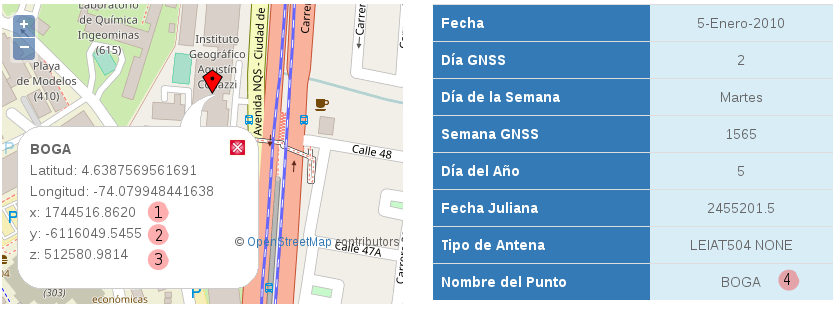 Laboratorio
de Química
Ingeominas
(615)
Playa
de Modelos
(410)
Instituto
Geográfico
Agustín
Avenida NQS - Ciudad de
Carrer
Carre
Calle 48
Calle 47A
Carrera
BOGA
Latitud: 4.6387569561691
Longitud: -74.079948441638
x: 1744516.8620 1
y: -6116049.5455 2
z: 512580.9814 3
© OpenStreetMap contributors
(303)
económicas
P
P
Fecha 5-Enero-2010
Día GNSS 2
Día de la Semana Martes
Semana GNSS 1565
Día del Año 5
Fecha Juliana 2455201.5
Tipo de Antena LEIAT504 NONE
Nombre del Punto BOGA 4